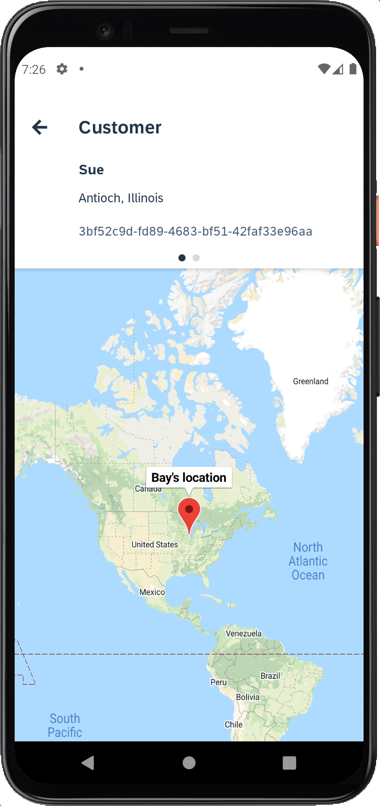 7:26
Customer
Sue
Antioch, Illinois
3bf52c9d-fd89-4683-bf51-42faf33e96aa
Greenland
Bay's location
Canada
United States
North
Atlantic
Ocean
Mexico
Venezuela
Peru
Brazil
Bolivia
Chile
South
Pacific